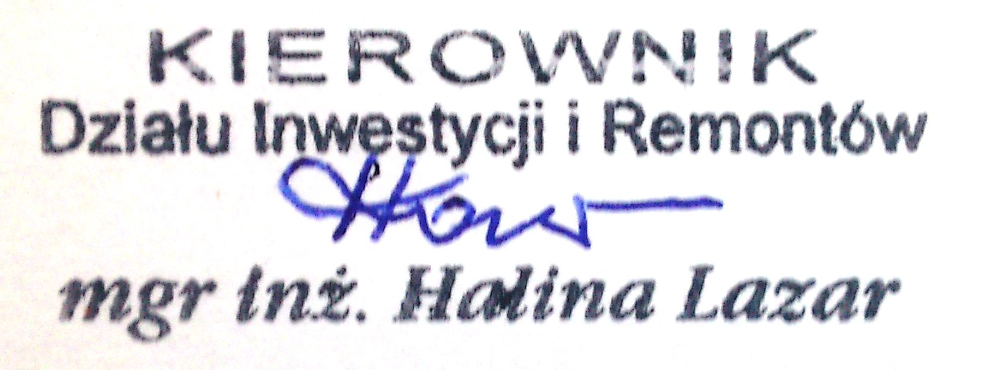 KIEROWNIK
Działu Inwestycji i Remontów
mgr inż. Halina Lazar